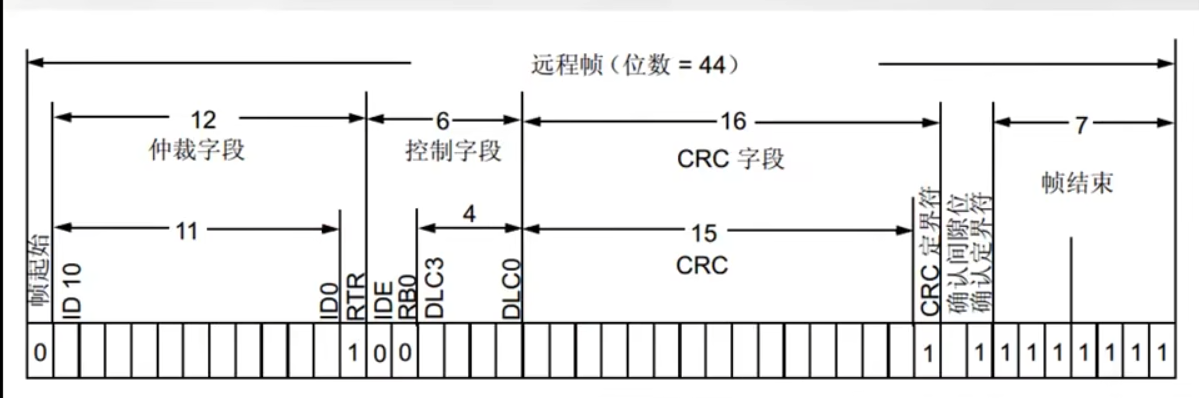 远程帧（位数 = 44）
12
仲裁字段
6
控制字段
16
CRC 字段
7
帧结束
11
4
15
CRC
帧起始
ID 10
ID0
RTR
IDE
RB0
DLC3
DLC0
CRC 定界符
确认间隙位
确认定界符
0 1 0 0 1 1 1 1 1 1 1 1 1